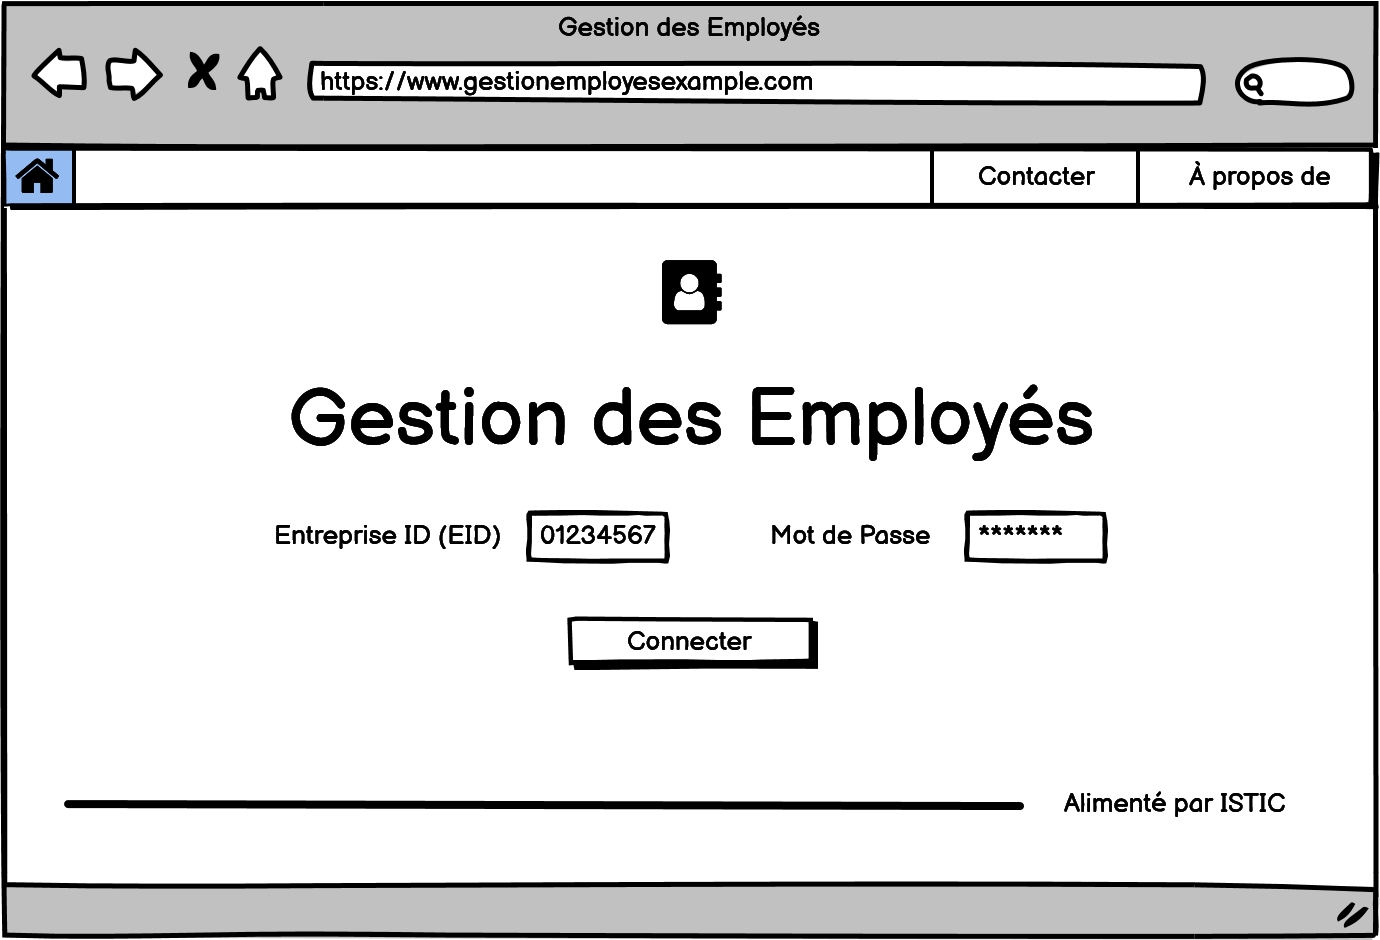 Gestion des Employés
https://www.gestionemployesexample.com
Contacter À propos de
Gestion des Employés
Entreprise ID (EID) 01234567 Mot de Passe *******
Connecter
Alimenté par ISTIC